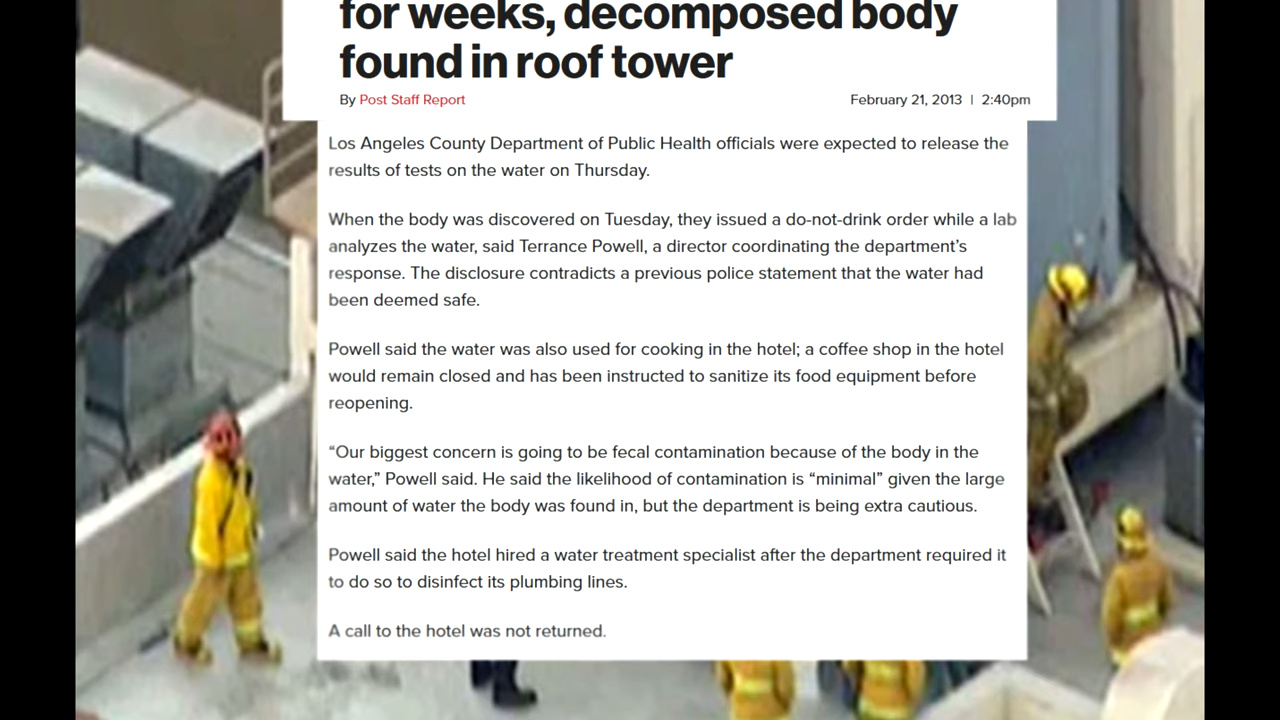 for weeks, decomposed body
found in roof tower
By Post Staff Report February 21, 2013 | 2:40pm
Los Angeles County Department of Public Health officials were expected to release the
results of tests on the water on Thursday.
When the body was discovered on Tuesday, they issued a do-not-drink order while a lab
analyzes the water, said Terrance Powell, a director coordinating the department’s
response. The disclosure contradicts a previous police statement that the water had
been deemed safe.
Powell said the water was also used for cooking in the hotel; a coffee shop in the hotel
would remain closed and has been instructed to sanitize its food equipment before
reopening.
“Our biggest concern is going to be fecal contamination because of the body in the
water,” Powell said. He said the likelihood of contamination is “minimal” given the large
amount of water the body was found in, but the department is being extra cautious.
Powell said the hotel hired a water treatment specialist after the department required it
to do so to disinfect its plumbing lines.
A call to the hotel was not returned.